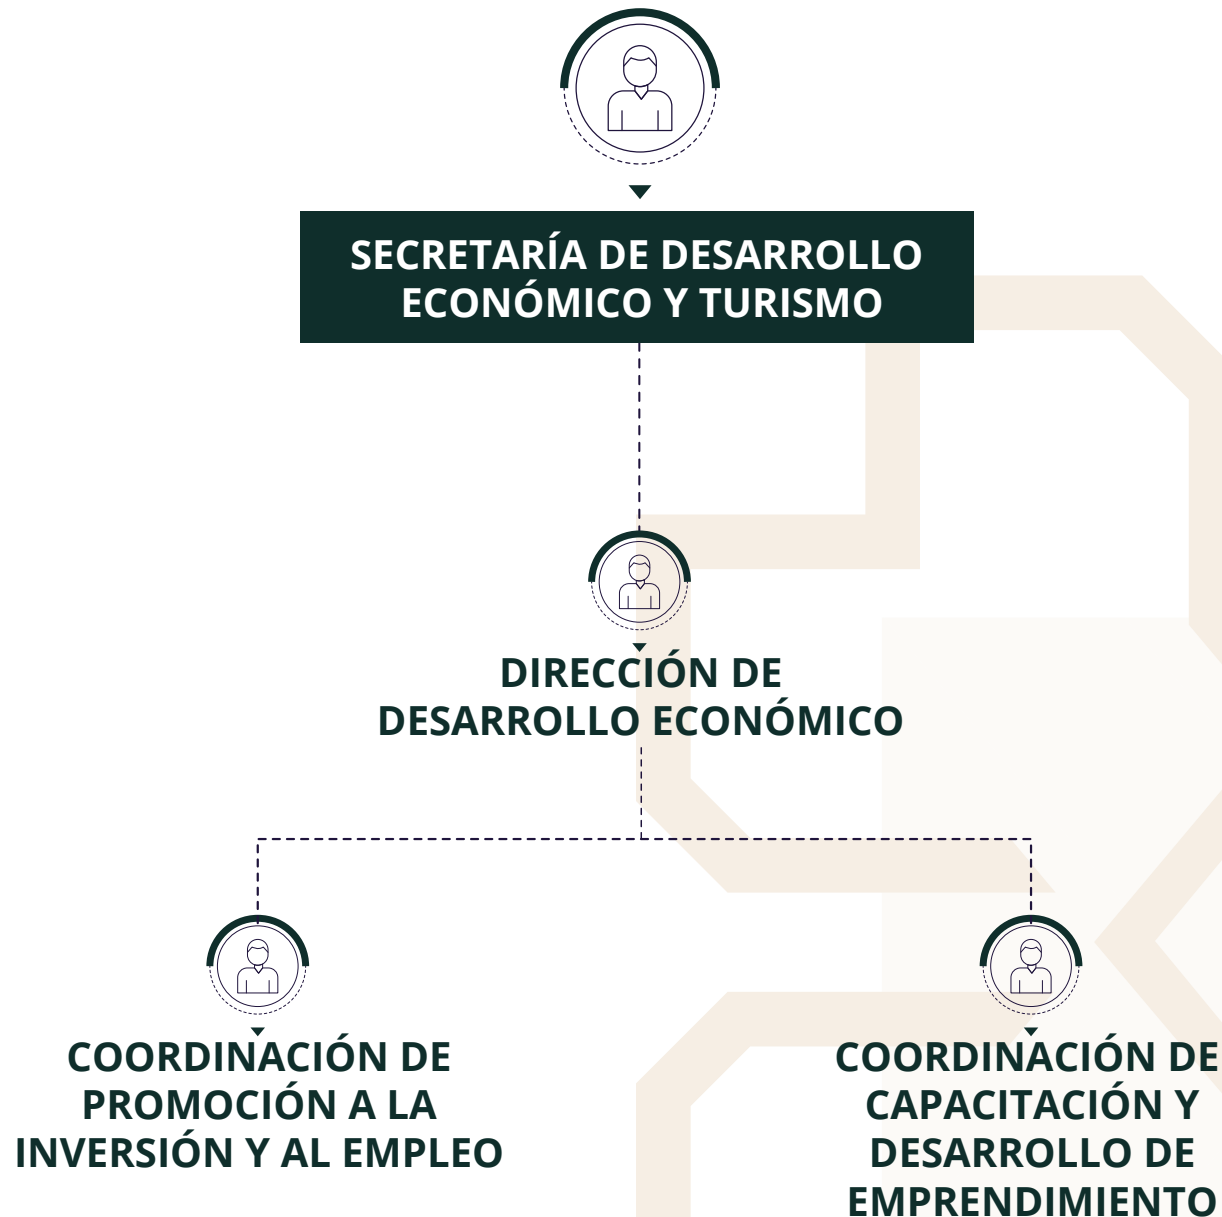 SECRETARÍA DE DESARROLLO
ECONÓMICO Y TURISMO
DIRECCIÓN DE
DESARROLLO ECONÓMICO
COORDINACIÓN DE
PROMOCIÓN A LA
INVERSIÓN Y AL EMPLEO
COORDINACIÓN DE
CAPACITACIÓN Y
DESARROLLO DE
EMPRENDIMIENTO